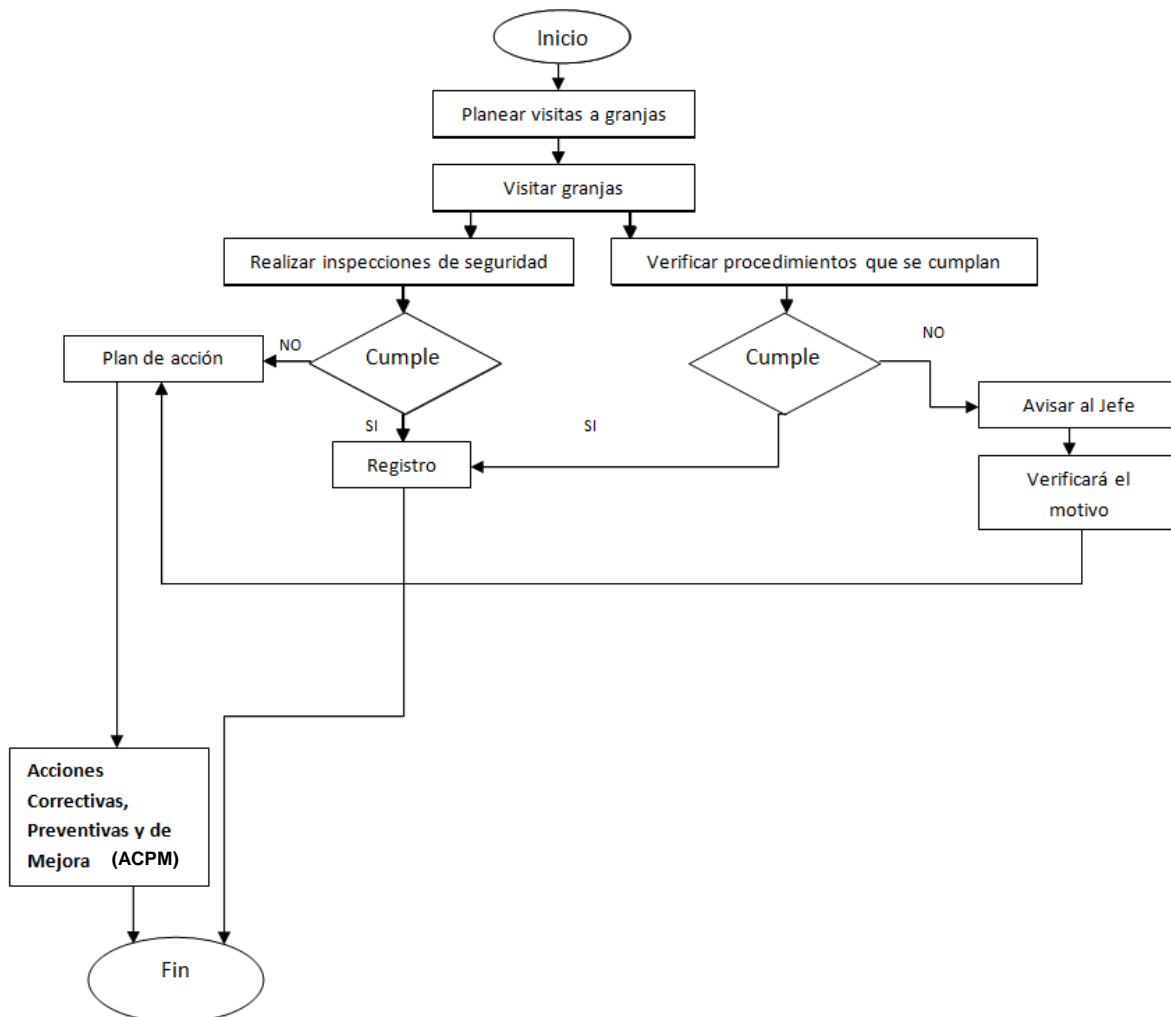 Inicio
Planear visitas a granjas
Visitar granjas
Realizar inspecciones de seguridad
Verificar procedimientos que se cumplan
Cumple
NO
Plan de acción
Cumple
NO
Avisar al Jefe
SI
SI
Registro
Verificará el
motivo
Acciones
Correctivas,
Preventivas y de
Mejora (ACPM)
Fin